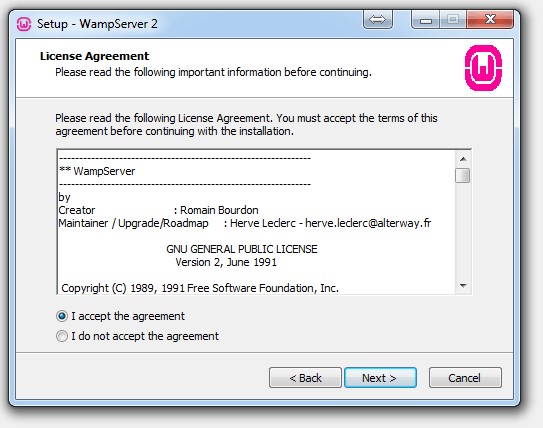 Setup - WampServer 2
License Agreement
Please read the following important information before continuing.
Please read the following License Agreement. You must accept the terms of this
agreement before continuing with the installation.
------------------------------------------------------------
** WampServer
------------------------------------------------------------
by
Creator : Romain Bourdon
Maintainer / Upgrade/Roadmap : Herve Leclerc - herve.leclerc@alterway.fr
GNU GENERAL PUBLIC LICENSE
Version 2, June 1991
Copyright (C) 1989, 1991 Free Software Foundation, Inc.
I accept the agreement
I do not accept the agreement
< Back Next > Cancel